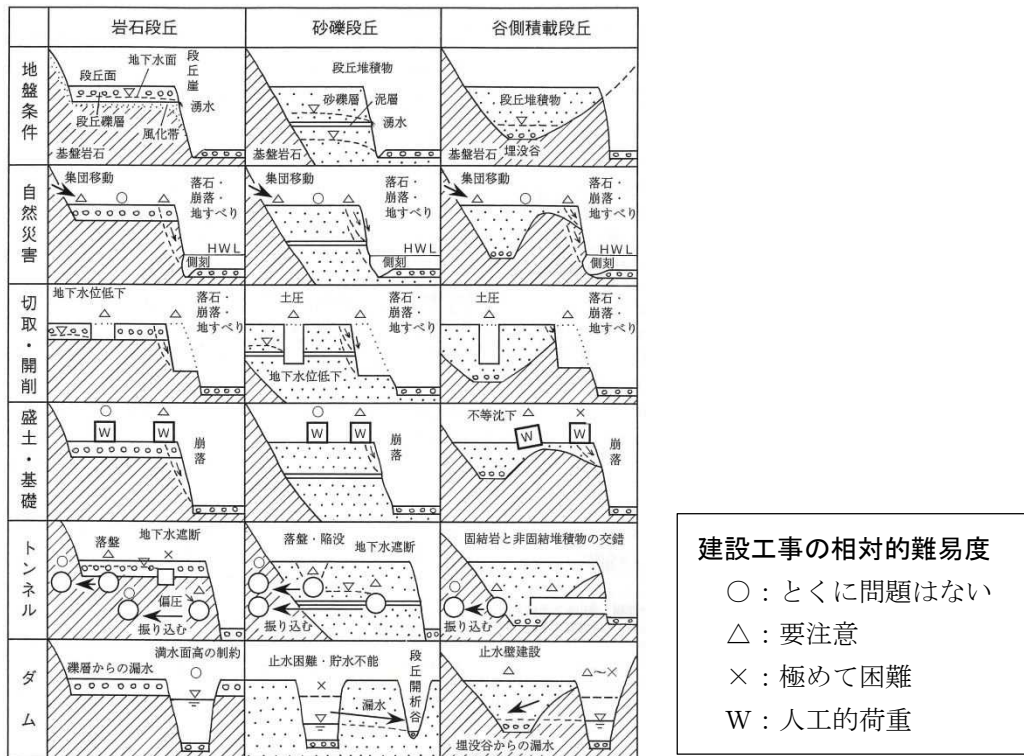 岩石段丘
砂礫段丘
谷側積載段丘
地盤条件
段丘面
地下水面
段丘崖
湧水
段丘礫層
風化帯
基盤岩石
段丘堆積物
砂礫層
泥層
湧水
基盤岩石
段丘堆積物
基盤岩石
埋没谷
自然災害
集団移動
△
○
△
落石・
崩落・
地すべり
HWL
側刻
集団移動
△
○
△
落石・
崩落・
地すべり
HWL
側刻
集団移動
△
○
△
落石・
崩落・
地すべり
HWL
側刻
切取・開削
地下水位低下
△
△
落石・
崩落・
地すべり
土圧
△
△
落石・
崩落・
地すべり
地下水位低下
土圧
△
△
落石・
崩落・
地すべり
盛土・基礎
○
△
W
W
崩落
○
△
W
W
崩落
不等沈下
△
×
W
W
崩落
トンネル
落盤
地下水遮断
○
△
×
偏圧
○
△
振り込む
落盤・陥没
地下水遮断
○
△
○
△
振り込む
固結岩と非固結堆積物の交錯
○
△
△
振り込む
ダム
満水面高の制約
礫層からの漏水
○
止水困難・貯水不能
×
漏水
段丘開析谷
止水壁建設
△
△~×
埋没谷からの漏水
建設工事の相対的難易度
○：とくに問題はない
△：要注意
×：極めて困難
W：人工的荷重